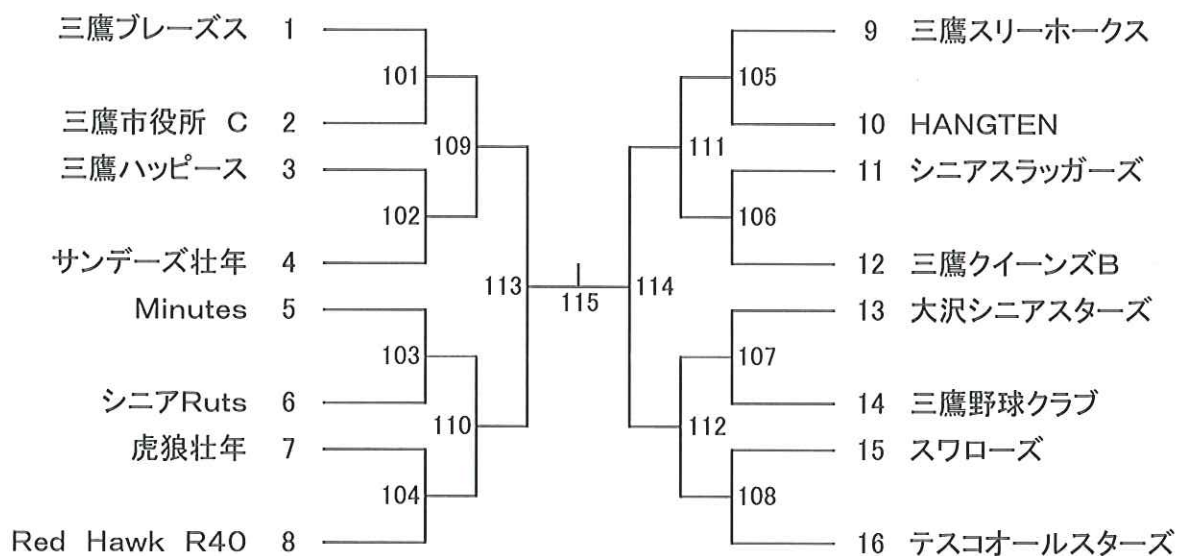 三鷹ブレーズス 1
101
三鷹市役所 C 2
109
三鷹ハッピース 3
102
サンデーズ壮年 4
113
Minutes 5
103
シニアRuts 6
110
虎狼壮年 7
104
Red Hawk R40 8
115
9 三鷹スリーホークス
105
10 HANGTEN
111
11 シニアスラッガーズ
106
12 三鷹クイーンズB
114
13 大沢シニアスターズ
107
14 三鷹野球クラブ
112
15 スワローズ
108
16 テスコオールスターズ